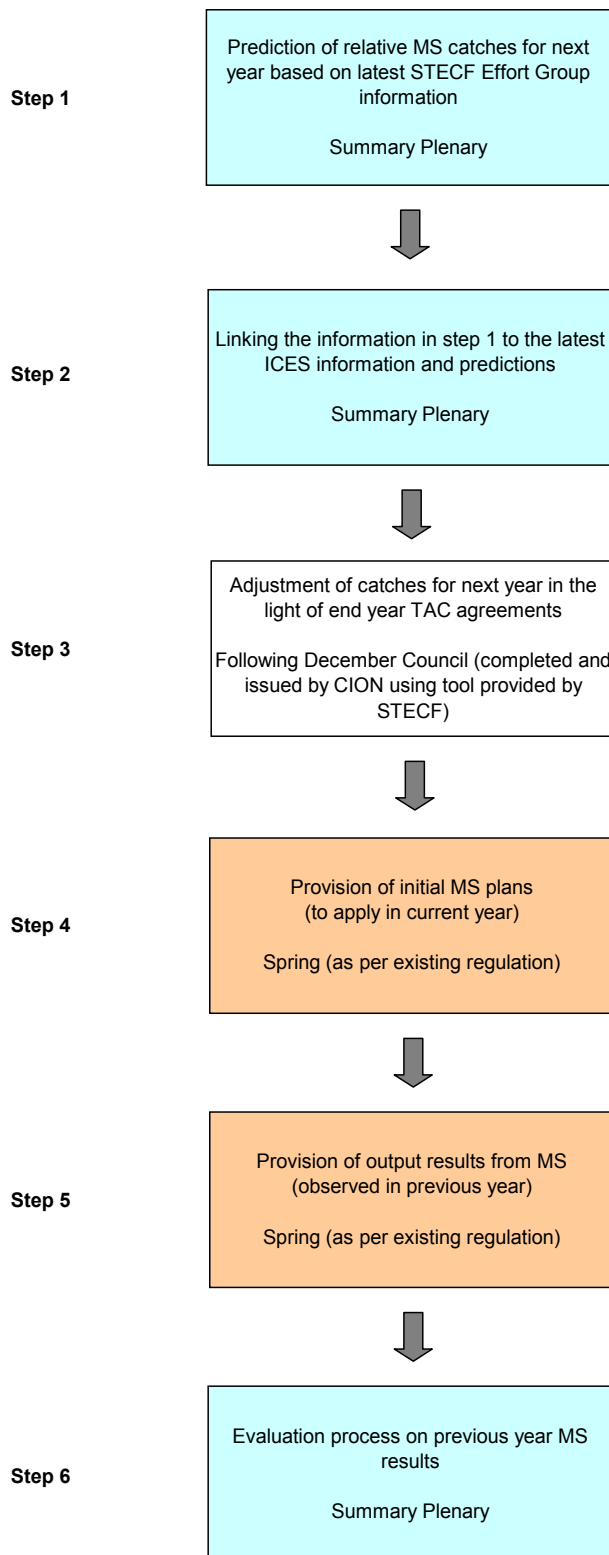 Step 1
Prediction of relative MS catches for next
year based on latest STECF Effort Group
information
Summary Plenary
Step 2
Linking the information in step 1 to the latest
ICES information and predictions
Summary Plenary
Step 3
Adjustment of catches for next year in the
light of end year TAC agreements
Following December Council (completed and
issued by CION using tool provided by
STECF)
Step 4
Provision of initial MS plans
(to apply in current year)
Spring (as per existing regulation)
Step 5
Provision of output results from MS
(observed in previous year)
Spring (as per existing regulation)
Step 6
Evaluation process on previous year MS
results
Summary Plenary